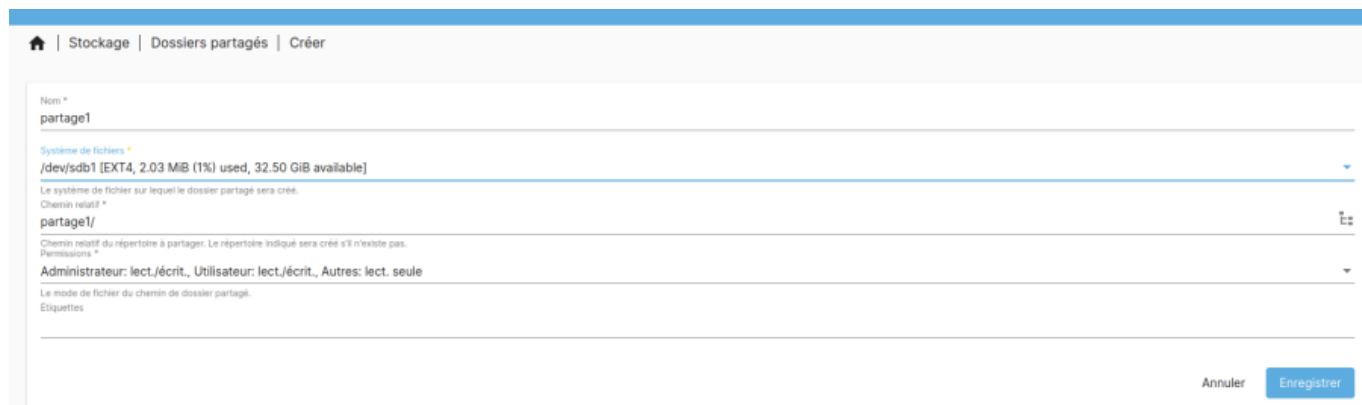 Stockage | Dossiers partagés | Créer
Nom *
partage1
Système de fichiers *
/dev/sdb1 [EXT4, 2.03 MiB (1%) used, 32.50 GiB available]
Le système de fichier sur lequel le dossier partagé sera créé.
Chemin relatif *
partage1/
Chemin relatif du répertoire à partager. Le répertoire indiqué sera créé s'il n'existe pas.
Permissions *
Administrateur: lect./écrit., Utilisateur: lect./écrit., Autres: lect. seule
Le mode de fichier du chemin de dossier partagé.
Étiquettes
Annuler Enregistrer